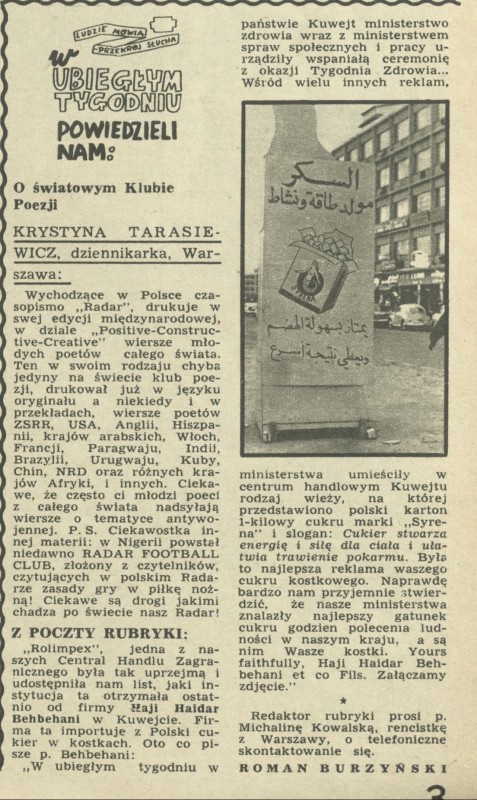 LUDZIE MÓWIĄ
-PRZEKRÓJ SŁUCHA
W
UBIEGŁYM
TYGODNIU
POWIEDZIELI
NAM:
O światowym Klubie
Poezji
KRYSTYNA TARASIE-
WICZ, dziennikarka, War-
szawa:
Wychodzące w Polsce cza-
sopismo „Radar", drukuje w
swej edycji międzynarodowej,
w dziale „Positive-Construc-
tive-Creative" wiersze mło-
dych poetów całego świata.
Ten w swoim rodzaju chyba
jedyny na świecie klub poe-
zji, drukował już w języku
oryginału a niekiedy i w
przekładach, wiersze poetów
ZSRR, USA, Anglii, Hiszpa-
nii, krajów arabskich, Włoch,
Francji, Paragwaju, Indii,
Brazylii, Urugwaju, Kuby,
Chin, NRD oraz różnych kra-
jów Afryki, i innych. Cieka-
we, że często ci młodzi poeci
z całego świata nadsyłają
wiersze o tematyce antywo-
jennej. P. S. Ciekawostka in-
nej materii: w Nigerii powstał
niedawno RADAR FOOTBALL
CLUB, złożony z czytelników,
czytujących w polskim Rada-
rze zasady gry w piłkę noż-
ną! Ciekawe są drogi jakimi
chadza po świecie nasz Radar!
Z POCZTY RUBRYKI:
„Rolimpex", jedna z na-
szych Central Handlu Zagra-
nicznego była tak uprzejmą i
udostępniła nam list, jaki in-
stytucja ta otrzymała ostat-
nio od firmy Haji Haidar
Behbehani w Kuwejcie. Fir-
ma ta importuje z Polski cu-
kier w kostkach. Oto co pi-
sze p. Behbehani:
„W ubiegłym tygodniu w
państwie Kuwejt ministerstwo
zdrowia wraz z ministerstwem
spraw społecznych i pracy u-
rządziły wspaniałą ceremonię
z okazji Tygodnia Zdrowia...
Wśród wielu innych reklam,
السكر
مولد طاقة ونشاط
يمتاز بسهولة الهضم
ويعطي نتيجة أسرع
ministerstwa umieściły w
centrum handlowym Kuwejtu
rodzaj wieży, na której
przedstawiono polski karton
1-kilowy cukru marki „Syre-
na" i slogan: Cukier stwarza
energię i siłę dla ciała i uła-
twia trawienie pokarmu. Była
to najlepsza reklama waszego
cukru kostkowego. Naprawdę
bardzo nam przyjemnie stwier-
dzić, że nasze ministerstwa
znalazły najlepszy gatunek
cukru godzien polecenia lud-
ności w naszym kraju, a są
nim Wasze kostki. Yours
faithfully, Haji Haidar Beh-
behani et co Fils. Załączamy
zdjęcie."
★
Redaktor rubryki prosi p.
Michalinę Kowalską, rencistkę
z Warszawy, o telefoniczne
skontaktowanie się.
ROMAN BURZYŃSKI
3